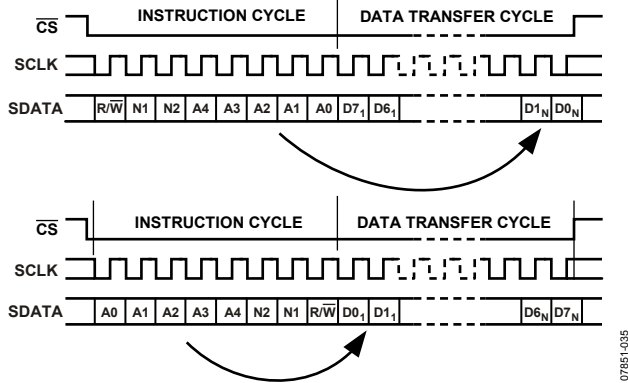 INSTRUCTION CYCLE DATA TRANSFER CYCLE
CS
SCLK
SDATA R/W N1 N2 A4 A3 A2 A1 A0 D7₁ D6₁ D1N D0N
INSTRUCTION CYCLE DATA TRANSFER CYCLE
CS
SCLK
SDATA A0 A1 A2 A3 A4 N2 N1 R/W D0₁ D1₁ D6N D7N
07851-035